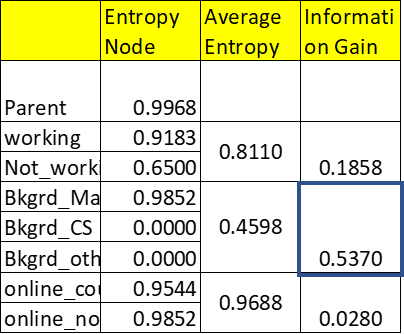 Entropy Node Average Entropy Informati on Gain
Parent 0.9968
working 0.9183 0.8110 0.1858
Not_worki 0.6500
Bkgrd_Ma 0.9852 0.4598 0.5370
Bkgrd_CS 0.0000
Bkgrd_oth 0.0000
online_cou 0.9544 0.9688 0.0280
online_no 0.9852